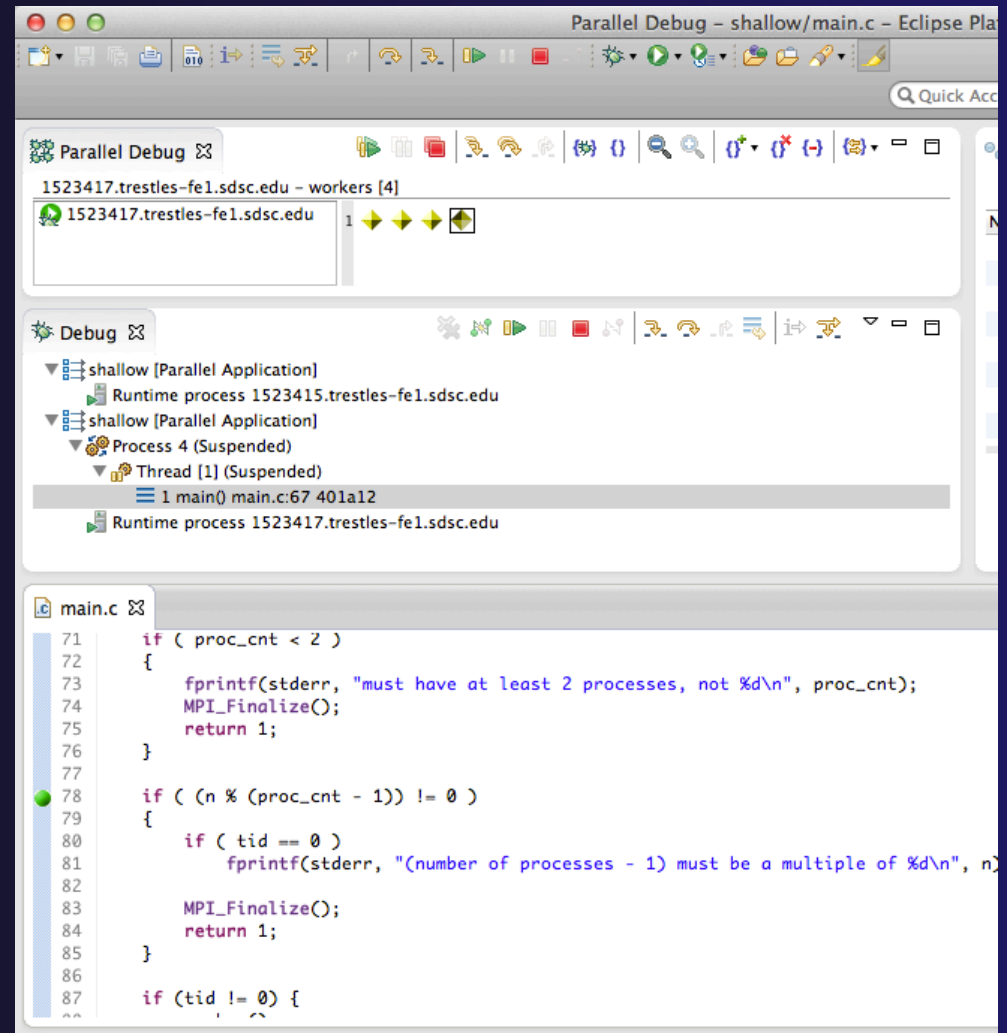 Parallel Debug – shallow/main.c – Eclipse Pla
Quick Acc
Parallel Debug
1523417.trestles-fe1.sdsc.edu – workers [4]
1523417.trestles-fe1.sdsc.edu
1
N
Debug
shallow [Parallel Application]
Runtime process 1523415.trestles-fe1.sdsc.edu
shallow [Parallel Application]
Process 4 (Suspended)
Thread [1] (Suspended)
1 main() main.c:67 401a12
Runtime process 1523417.trestles-fe1.sdsc.edu
main.c
71 if ( proc_cnt < 2 )
72 {
73 fprintf(stderr, "must have at least 2 processes, not %d\n", proc_cnt);
74 MPI_Finalize();
75 return 1;
76 }
77
78 if ( (n % (proc_cnt - 1)) != 0 )
79 {
80 if ( tid == 0 )
81 fprintf(stderr, "(number of processes - 1) must be a multiple of %d\n", n)
82
83 MPI_Finalize();
84 return 1;
85 }
86
87 if (tid != 0) {